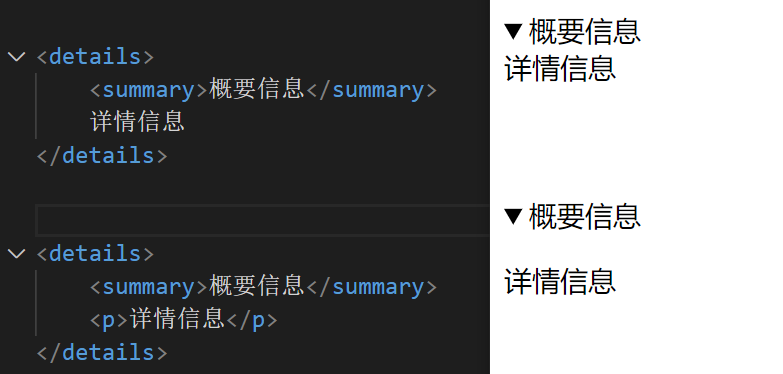 <details>
<summary>概要信息</summary>
详情信息
</details>
<details>
<summary>概要信息</summary>
<p>详情信息</p>
</details>
▼ 概要信息
详情信息
▼ 概要信息
详情信息